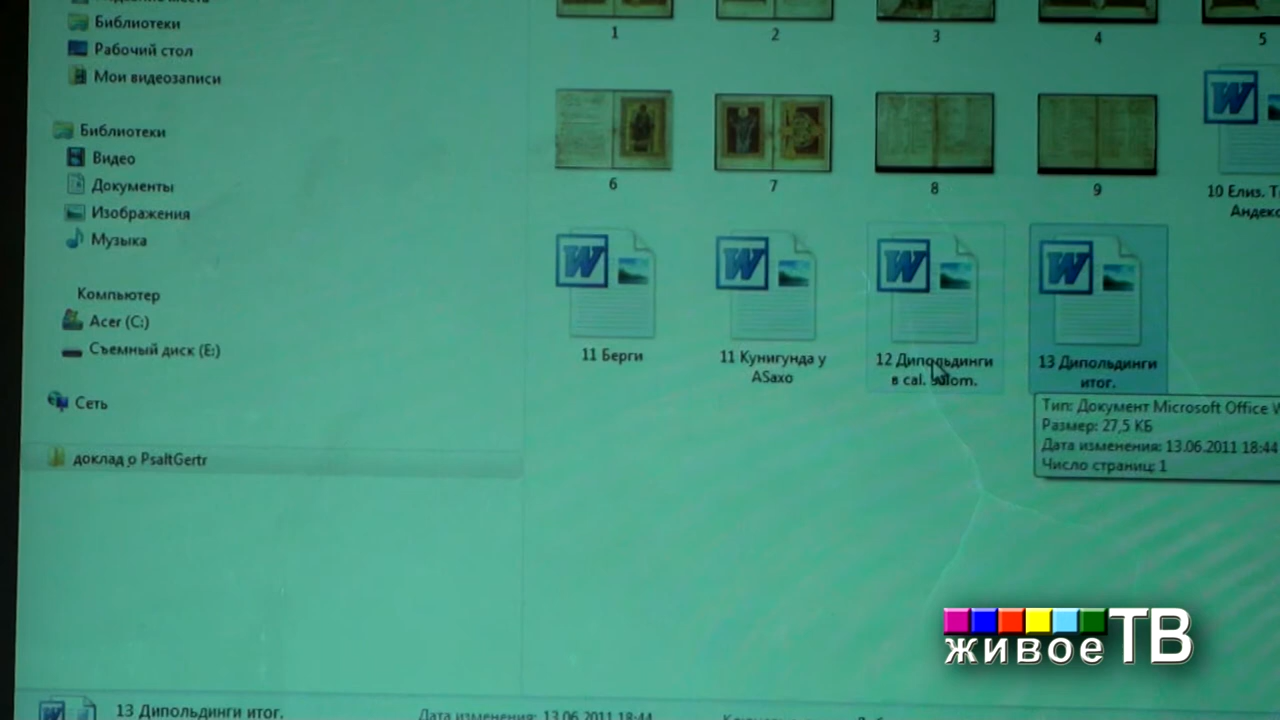 Библиотеки
Рабочий стол
Мои видеозаписи
Библиотеки
Видео
Документы
Изображения
Музыка
Компьютер
Acer (C:)
Съемный диск (E:)
Сеть
доклад о PsaltGertr
1
2
3
4
5
6
7
8
9
10 Елиз.
11 Берги
11 Кунигунда у
ASaxo
12 Дипольдинги
в cal.
13 Дипольдинги
итог.
Тип: Документ Microsoft Office
Размер: 27,5 КБ
Дата изменения: 13.06.2011 18:44
Число страниц: 1
13 Дипольдинги итог.
Дата изменения: 13.06.2011 18:44
живоеТВ